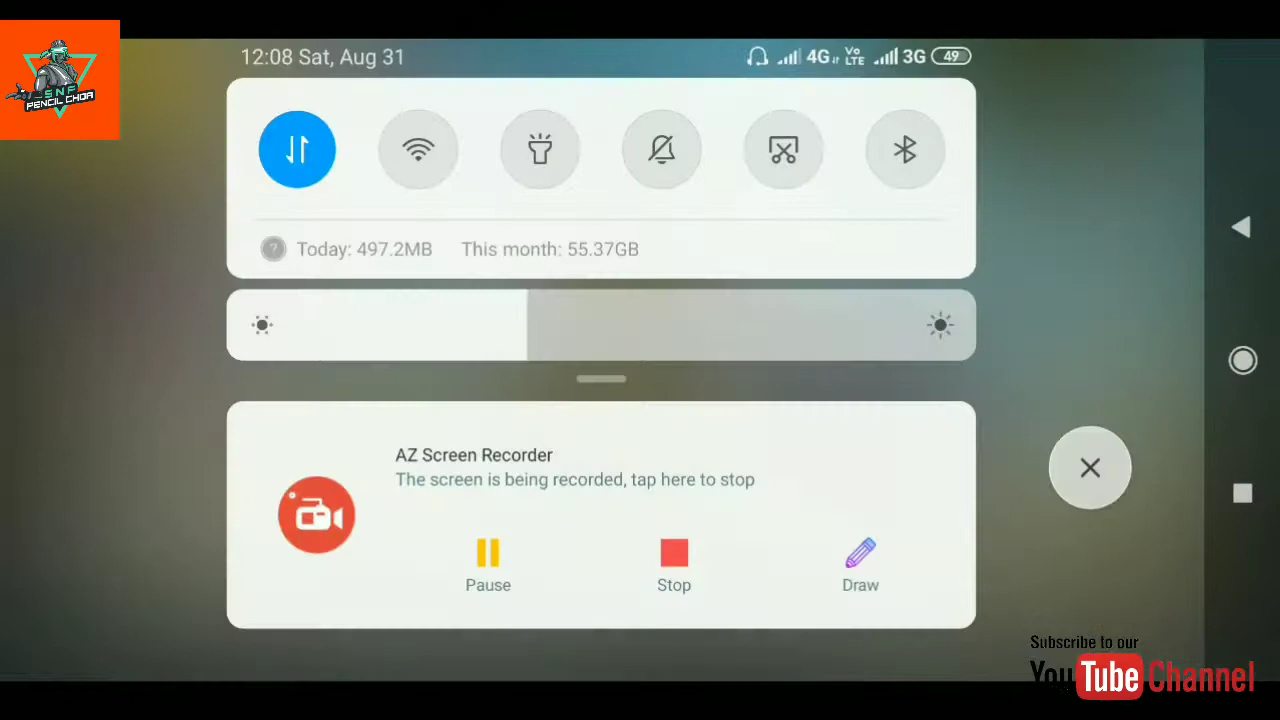 12:08 Sat, Aug 31
4G Vo LTE 3G 49
SNP
PENCIL CHOR
Today: 497.2MB This month: 55.37GB
AZ Screen Recorder
The screen is being recorded, tap here to stop
Pause Stop Draw
Subscribe to our
YouTube Channel